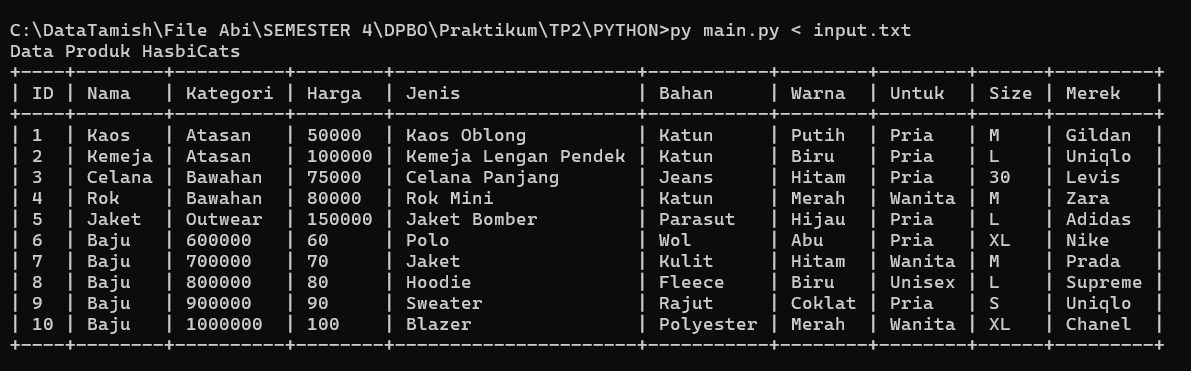 C:\DataTamish\File Abi\SEMESTER 4\DPBO\Praktikum\TP2\PYTHON>py main.py < input.txt
Data Produk HasbiCats
+----+--------+----------+--------+----------------------+-----------+--------+--------+------+---------+
| ID | Nama   | Kategori | Harga  | Jenis                | Bahan     | Warna  | Untuk  | Size | Merek   |
+----+--------+----------+--------+----------------------+-----------+--------+--------+------+---------+
| 1  | Kaos   | Atasan   | 50000  | Kaos Oblong          | Katun     | Putih  | Pria   | M    | Gildan  |
| 2  | Kemeja | Atasan   | 100000 | Kemeja Lengan Pendek | Katun     | Biru   | Pria   | L    | Uniqlo  |
| 3  | Celana | Bawahan  | 75000  | Celana Panjang       | Jeans     | Hitam  | Pria   | 30   | Levis   |
| 4  | Rok    | Bawahan  | 80000  | Rok Mini             | Katun     | Merah  | Wanita | M    | Zara    |
| 5  | Jaket  | Outwear  | 150000 | Jaket Bomber         | Parasut   | Hijau  | Pria   | L    | Adidas  |
| 6  | Baju   | 600000   | 60     | Polo                 | Wol       | Abu    | Pria   | XL   | Nike    |
| 7  | Baju   | 700000   | 70     | Jaket                | Kulit     | Hitam  | Wanita | M    | Prada   |
| 8  | Baju   | 800000   | 80     | Hoodie               | Fleece    | Biru   | Unisex | L    | Supreme |
| 9  | Baju   | 900000   | 90     | Sweater              | Rajut     | Coklat | Pria   | S    | Uniqlo  |
| 10 | Baju   | 1000000  | 100    | Blazer               | Polyester | Merah  | Wanita | XL   | Chanel  |
+----+--------+----------+--------+----------------------+-----------+--------+--------+------+---------+